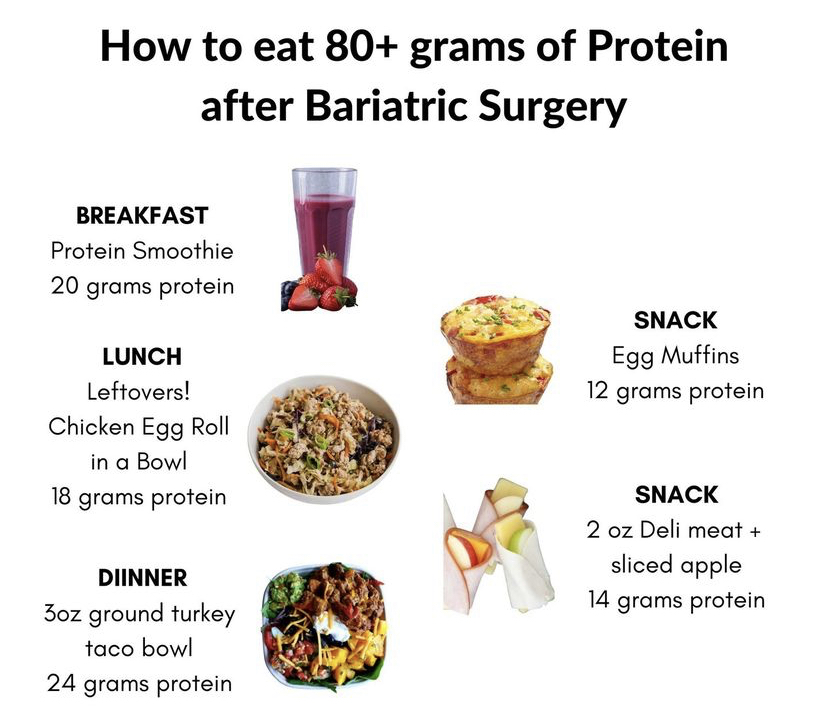 How to eat 80+ grams of Protein
after Bariatric Surgery
BREAKFAST
Protein Smoothie
20 grams protein
SNACK
Egg Muffins
12 grams protein
LUNCH
Leftovers!
Chicken Egg Roll
in a Bowl
18 grams protein
SNACK
2 oz Deli meat +
sliced apple
14 grams protein
DIINNER
3oz ground turkey
taco bowl
24 grams protein